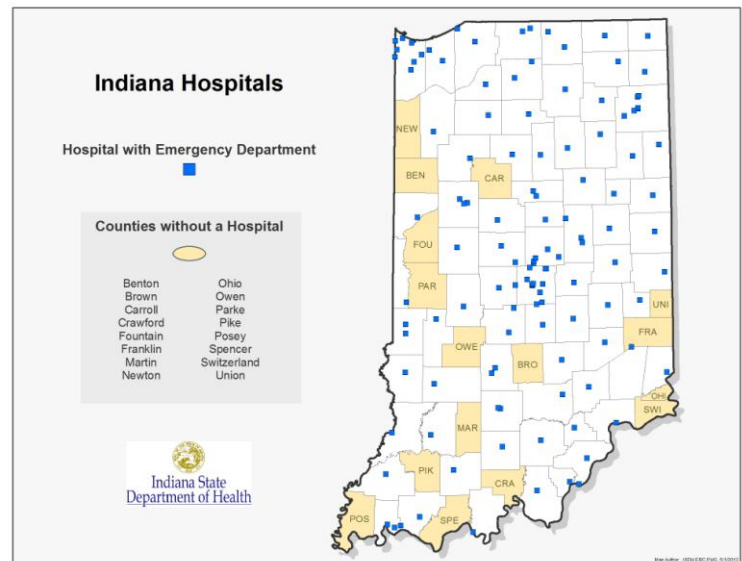 Indiana Hospitals
Hospital with Emergency Department
Counties without a Hospital
Benton Ohio
Brown Owen
Carroll Parke
Crawford Pike
Fountain Posey
Franklin Spencer
Martin Switzerland
Newton Union
Indiana State
Department of Health
NEW
BEN
CAR
FOU
PAR
UNI
FRA
OWE
BRO
OHI
SWI
MAR
PIK
CRA
POS
SPE